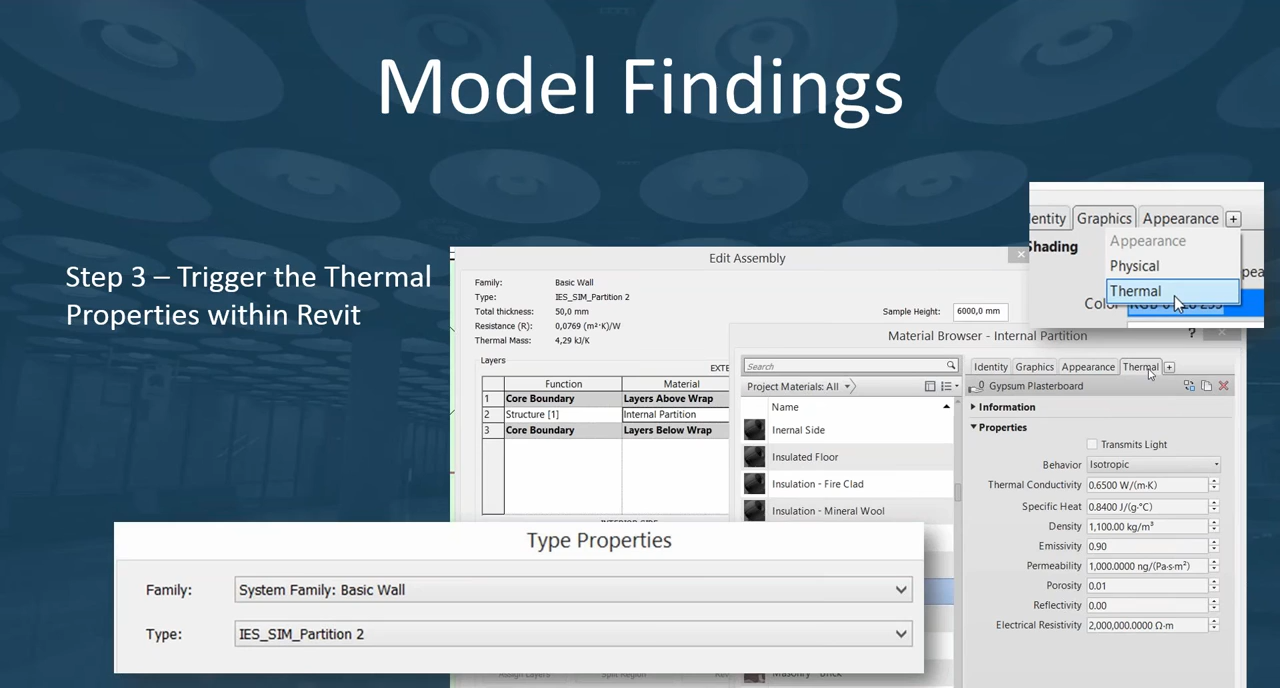 Model Findings
Step 3 – Trigger the Thermal
Properties within Revit
Identity Graphics Appearance +
Shading
Appearance
Physical
Thermal
Color
Edit Assembly
Family: Basic Wall
Type: IES_SIM_Partition 2
Total thickness: 50,0 mm
Resistance (R): 0,0769 (m²·K)/W
Thermal Mass: 4,29 kJ/K
Sample Height: 6000,0 mm
Layers
EXTE
Function Material
1 Core Boundary Layers Above Wrap
2 Structure [1] Internal Partition
3 Core Boundary Layers Below Wrap
Material Browser - Internal Partition
?
Search
Project Materials: All
Name
Inernal Side
Insulated Floor
Insulation - Fire Clad
Insulation - Mineral Wool
Identity Graphics Appearance Thermal +
0 Gypsum Plasterboard
Information
Properties
Transmits Light
Behavior Isotropic
Thermal Conductivity 0.6500 W/(m·K)
Specific Heat 0.8400 J/(g·°C)
Density 1,100.00 kg/m³
Emissivity 0.90
Permeability 1,000.0000 ng/(Pa·s·m²)
Porosity 0.01
Reflectivity 0.00
Electrical Resistivity 2,000,000.0000 Ω·m
Type Properties
Family: System Family: Basic Wall
Type: IES_SIM_Partition 2
Masonry - Brick